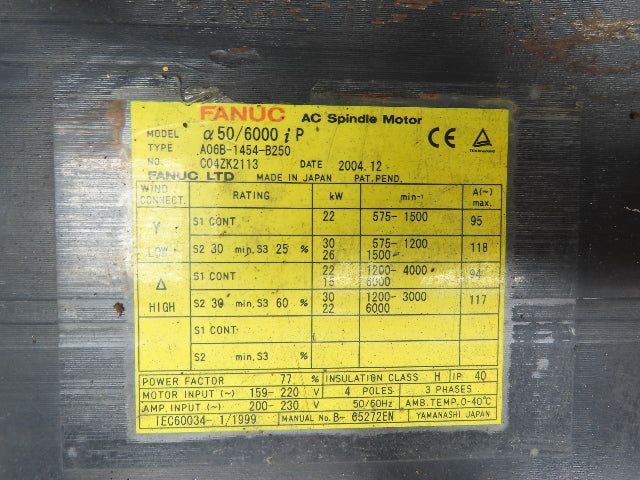 FANUC AC Spindle Motor
MODEL α50/6000iP
TYPE A06B-1454-B250
NO. C04ZK2113 DATE 2004.12
FANUC LTD MADE IN JAPAN PAT.PEND.
CE
WIND CONNECT. RATING kW min⁻¹ A(~) max.
Y S1 CONT 22 575- 1500 95
LOW S2 30 min, S3 25 % 30 575- 1200 118
26 1500
Δ S1 CONT 22 1200- 4000 94
15 6000
HIGH S2 30 min, S3 60 % 30 1200- 3000 117
22 6000
S1 CONT
S2 min, S3 %
POWER FACTOR 77 % INSULATION CLASS H IP 40
MOTOR INPUT (~) 159- 220 V 4 POLES 3 PHASES
AMP. INPUT (~) 200- 230 V 50/60Hz AMB.TEMP.0-40℃
IEC60034- 1/1999 MANUAL No. B- 65272EN YAMANASHI JAPAN